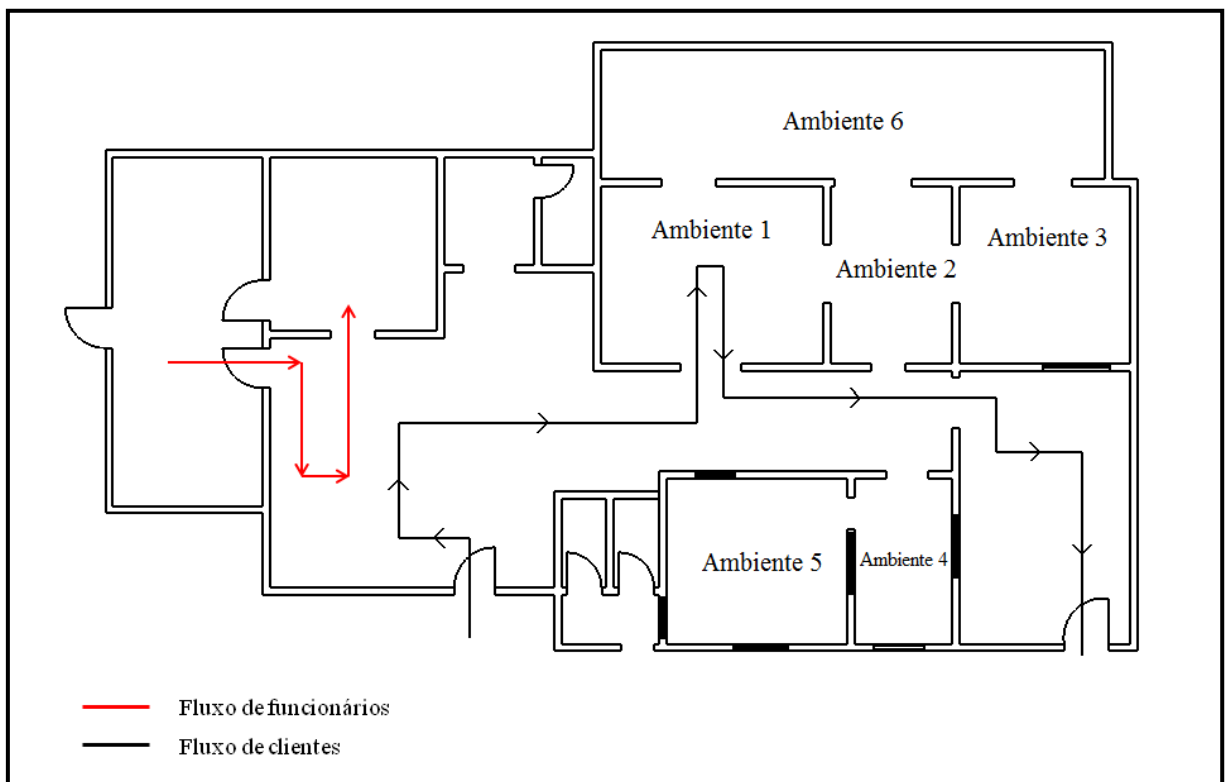 Ambiente 6
Ambiente 1
Ambiente 3
Ambiente 2
Ambiente 5
Ambiente 4
Fluxo de funcionários
Fluxo de clientes